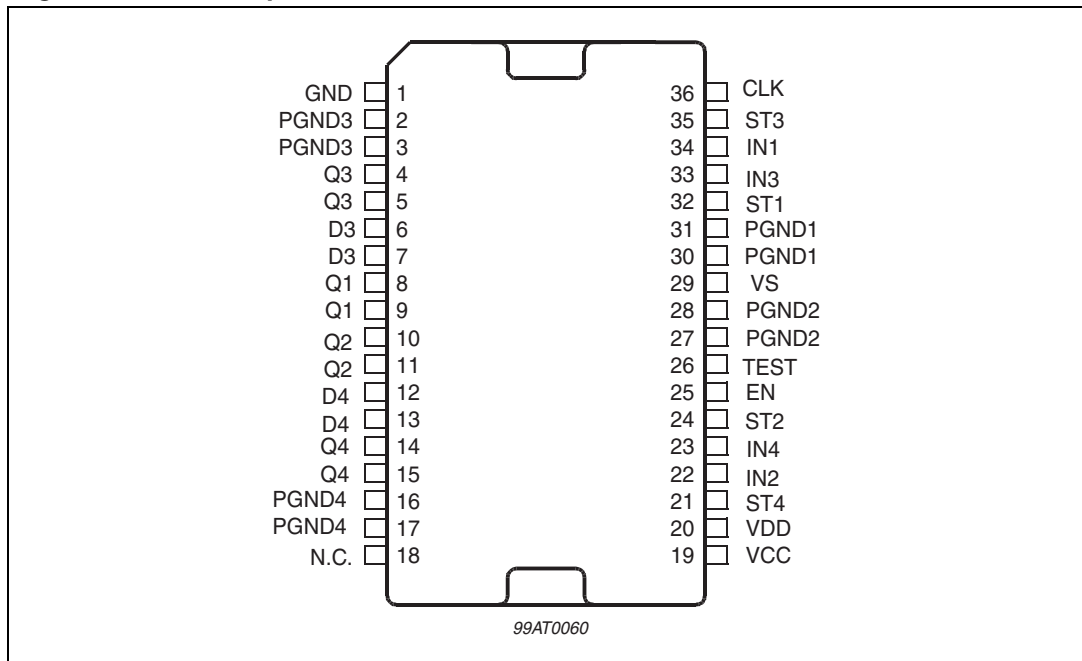 GND 1 36 CLK
PGND3 2 35 ST3
PGND3 3 34 IN1
Q3 4 33 IN3
Q3 5 32 ST1
D3 6 31 PGND1
D3 7 30 PGND1
Q1 8 29 VS
Q1 9 28 PGND2
Q2 10 27 PGND2
Q2 11 26 TEST
D4 12 25 EN
D4 13 24 ST2
Q4 14 23 IN4
Q4 15 22 IN2
PGND4 16 21 ST4
PGND4 17 20 VDD
N.C. 18 19 VCC
99AT0060